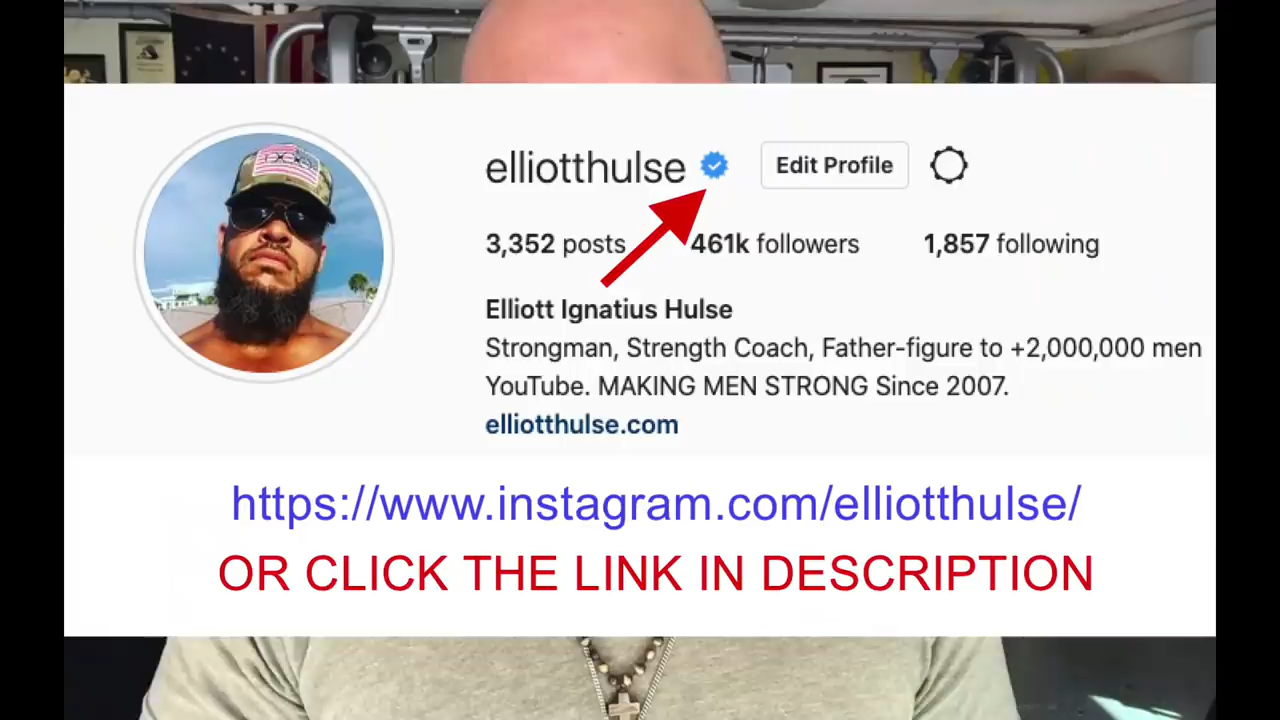 elliotthulse Edit Profile
3,352 posts 461k followers 1,857 following
Elliott Ignatius Hulse
Strongman, Strength Coach, Father-figure to +2,000,000 men
YouTube. MAKING MEN STRONG Since 2007.
elliotthulse.com
https://www.instagram.com/elliotthulse/
OR CLICK THE LINK IN DESCRIPTION